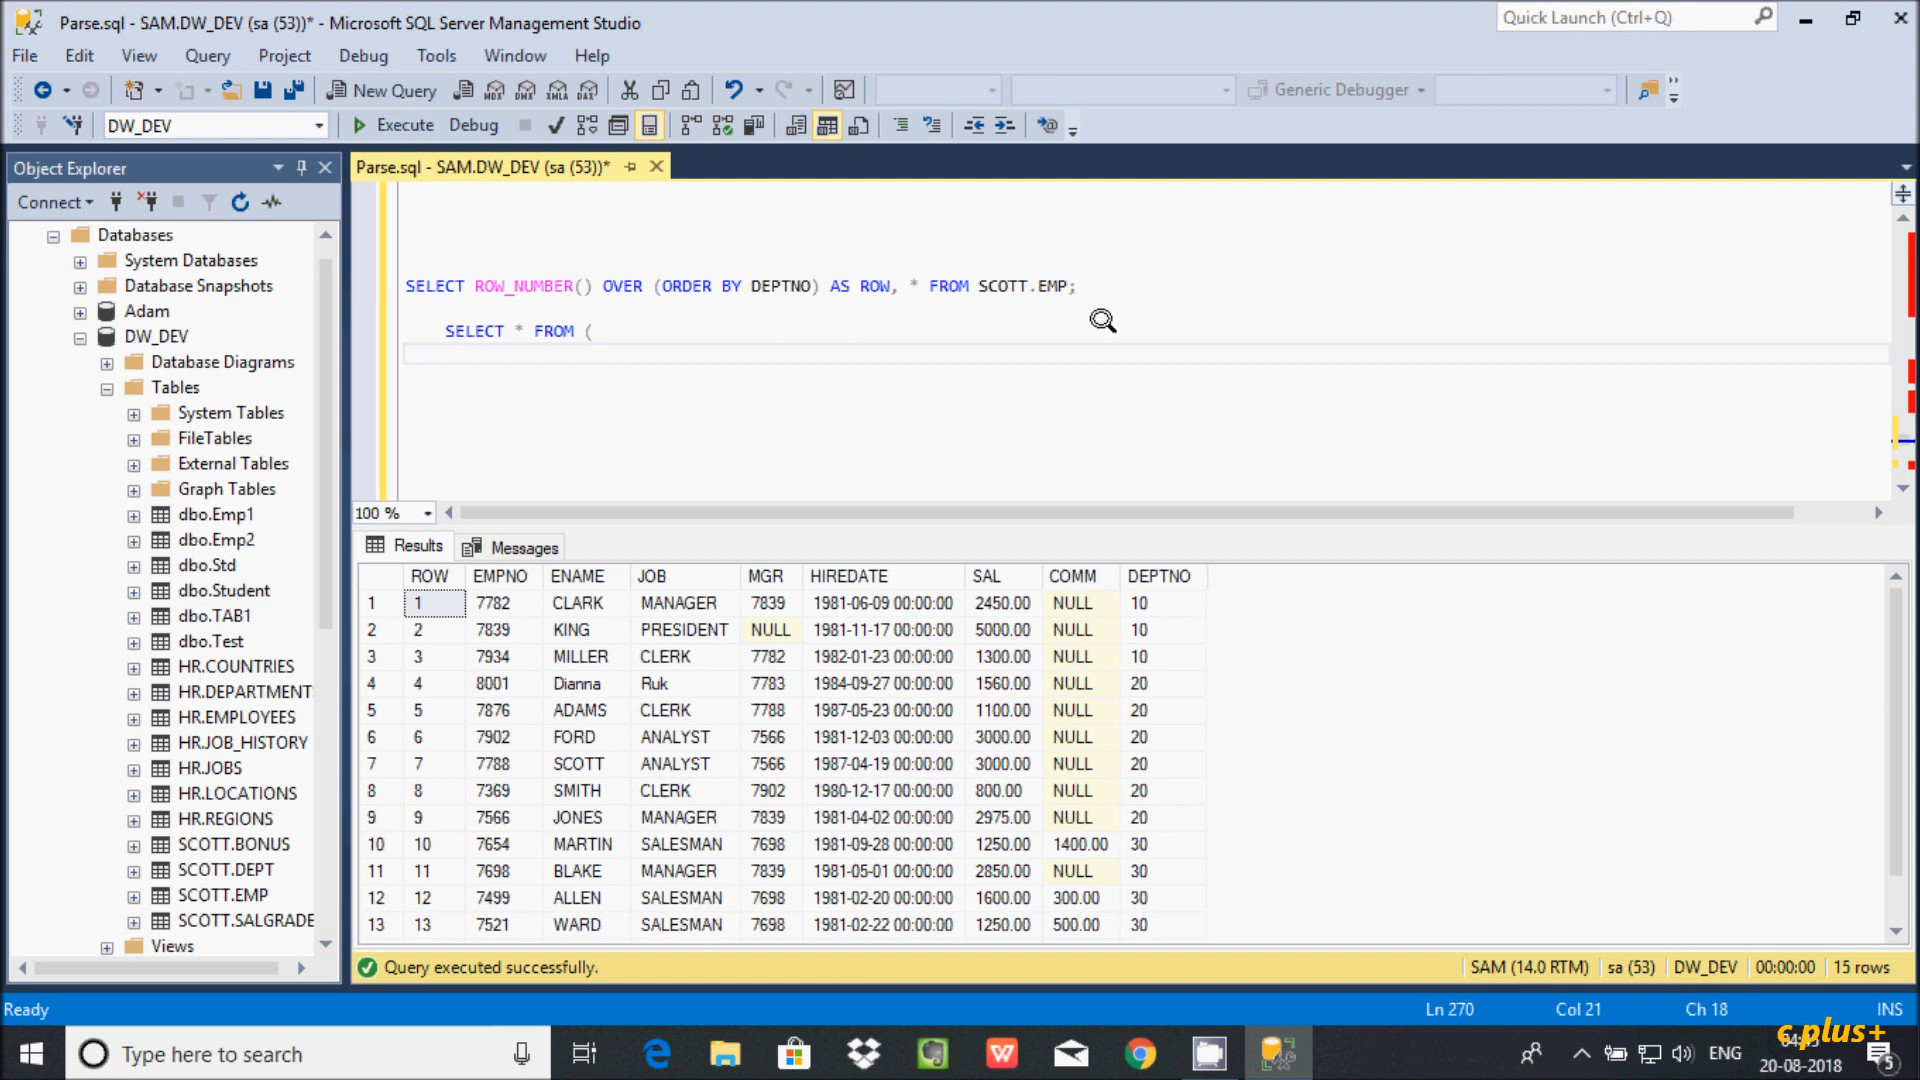 Parse.sql - SAM.DW_DEV (sa (53))* - Microsoft SQL Server Management Studio
Quick Launch (Ctrl+Q)
File Edit View Query Project Debug Tools Window Help
New Query
MDX DMX XMLA DAX
Generic Debugger
DW_DEV
Execute Debug
Object Explorer
Parse.sql - SAM.DW_DEV (sa (53))*
Connect
Databases
System Databases
Database Snapshots
Adam
DW_DEV
Database Diagrams
Tables
System Tables
FileTables
External Tables
Graph Tables
dbo.Emp1
dbo.Emp2
dbo.Std
dbo.Student
dbo.TAB1
dbo.Test
HR.COUNTRIES
HR.DEPARTMENT
HR.EMPLOYEES
HR.JOB_HISTORY
HR.JOBS
HR.LOCATIONS
HR.REGIONS
SCOTT.BONUS
SCOTT.DEPT
SCOTT.EMP
SCOTT.SALGRADE
Views
SELECT ROW_NUMBER() OVER (ORDER BY DEPTNO) AS ROW, * FROM SCOTT.EMP;
SELECT * FROM (
100 %
Results Messages
ROW EMPNO ENAME JOB MGR HIREDATE SAL COMM DEPTNO
1 1 7782 CLARK MANAGER 7839 1981-06-09 00:00:00 2450.00 NULL 10
2 2 7839 KING PRESIDENT NULL 1981-11-17 00:00:00 5000.00 NULL 10
3 3 7934 MILLER CLERK 7782 1982-01-23 00:00:00 1300.00 NULL 10
4 4 8001 Dianna Ruk 7783 1984-09-27 00:00:00 1560.00 NULL 20
5 5 7876 ADAMS CLERK 7788 1987-05-23 00:00:00 1100.00 NULL 20
6 6 7902 FORD ANALYST 7566 1981-12-03 00:00:00 3000.00 NULL 20
7 7 7788 SCOTT ANALYST 7566 1987-04-19 00:00:00 3000.00 NULL 20
8 8 7369 SMITH CLERK 7902 1980-12-17 00:00:00 800.00 NULL 20
9 9 7566 JONES MANAGER 7839 1981-04-02 00:00:00 2975.00 NULL 20
10 10 7654 MARTIN SALESMAN 7698 1981-09-28 00:00:00 1250.00 1400.00 30
11 11 7698 BLAKE MANAGER 7839 1981-05-01 00:00:00 2850.00 NULL 30
12 12 7499 ALLEN SALESMAN 7698 1981-02-20 00:00:00 1600.00 300.00 30
13 13 7521 WARD SALESMAN 7698 1981-02-22 00:00:00 1250.00 500.00 30
Query executed successfully. SAM (14.0 RTM) sa (53) DW_DEV 00:00:00 15 rows
Ready Ln 270 Col 21 Ch 18 INS
c plus+
Type here to search
ENG
20-08-2018
5